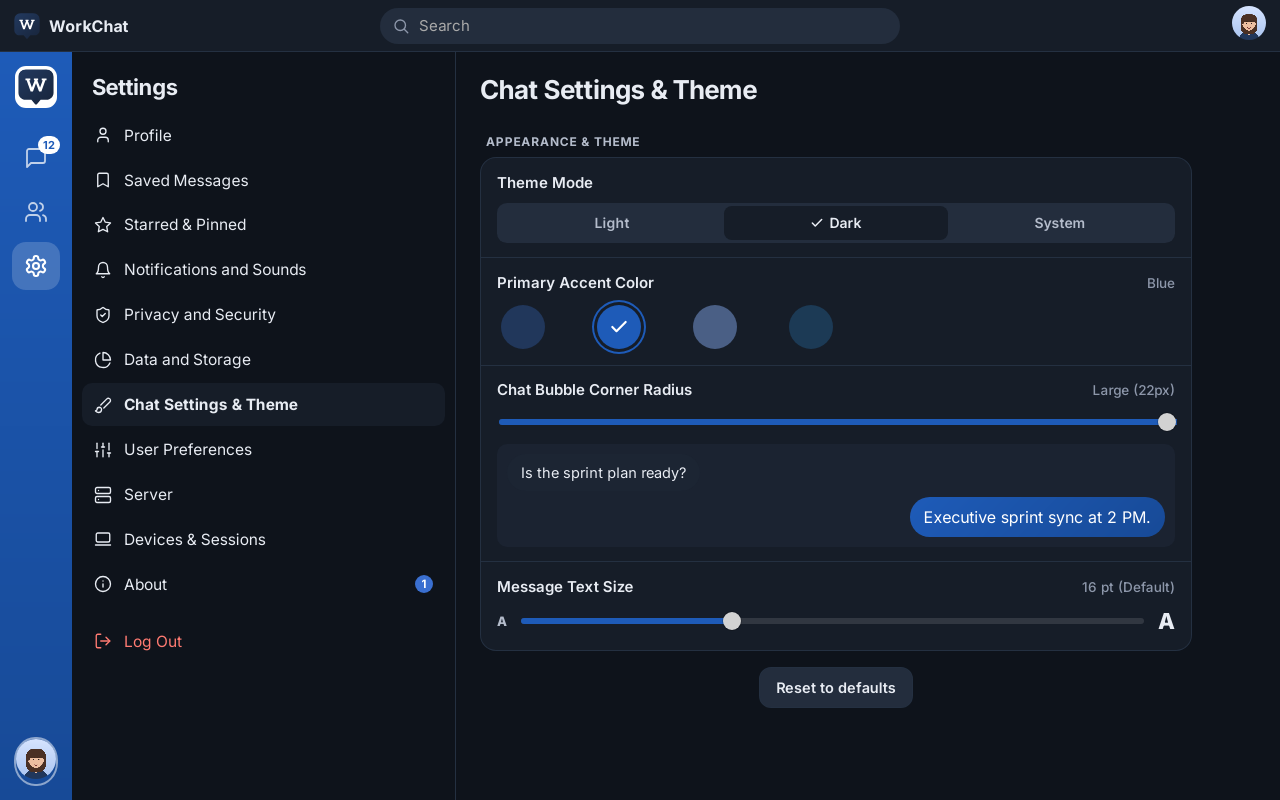 W WorkChat
Search
W
12
Settings
Profile
Saved Messages
Starred & Pinned
Notifications and Sounds
Privacy and Security
Data and Storage
Chat Settings & Theme
User Preferences
Server
Devices & Sessions
About 1
Log Out
Chat Settings & Theme
APPEARANCE & THEME
Theme Mode
Light Dark System
Primary Accent Color Blue
Chat Bubble Corner Radius Large (22px)
Is the sprint plan ready?
Executive sprint sync at 2 PM.
Message Text Size 16 pt (Default)
A A
Reset to defaults